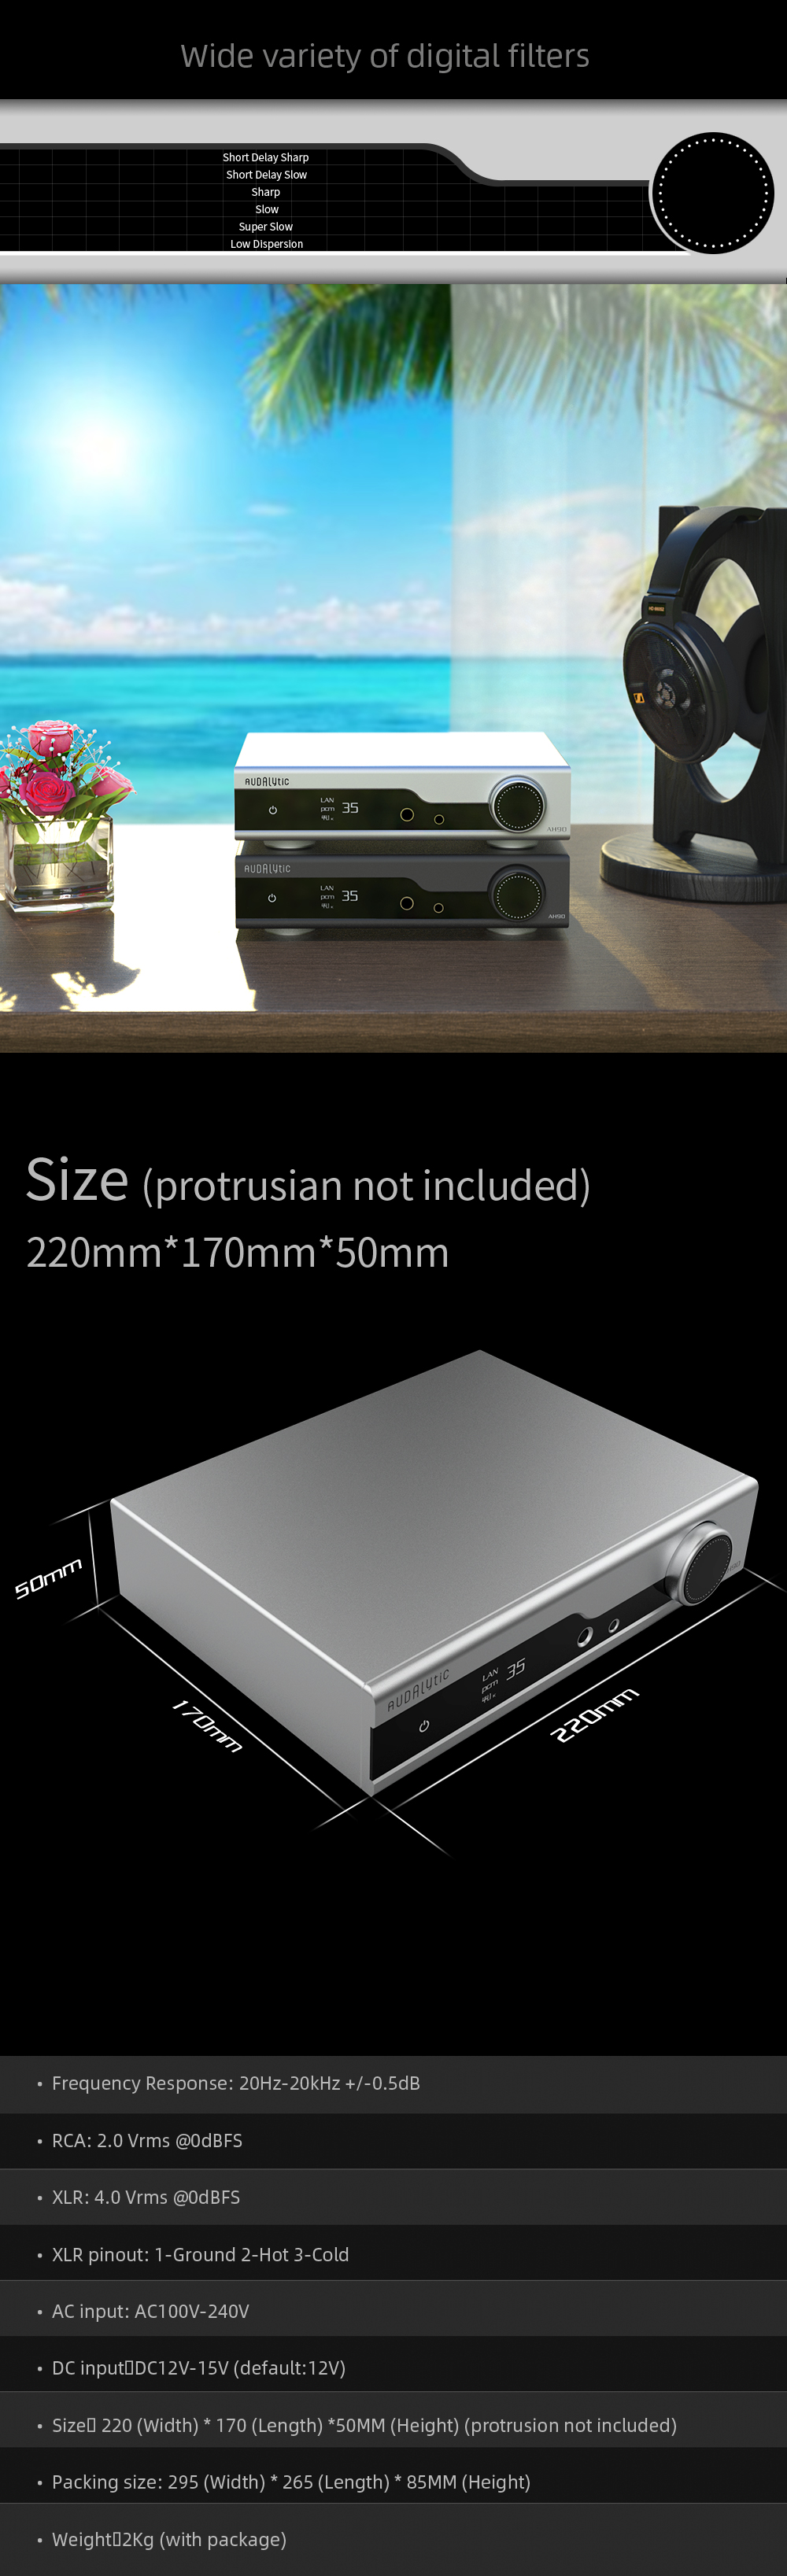 Wide variety of digital filters
Short Delay Sharp
Short Delay Slow
Sharp
Slow
Super Slow
Low Dispersion
AUDALytic
LAN
pcm
35
AH90
AUDALytic
LAN
pcm
35
AH90
Size (protrusian not included)
220mm*170mm*50mm
50mm
170mm
220mm
AUDALytic
LAN
pcm
35
• Frequency Response: 20Hz-20kHz +/-0.5dB
• RCA: 2.0 Vrms @0dBFS
• XLR: 4.0 Vrms @0dBFS
• XLR pinout: 1-Ground 2-Hot 3-Cold
• AC input: AC100V-240V
• DC input▯DC12V-15V (default:12V)
• Size▯ 220 (Width) * 170 (Length) *50MM (Height) (protrusion not included)
• Packing size: 295 (Width) * 265 (Length) * 85MM (Height)
• Weight▯2Kg (with package)